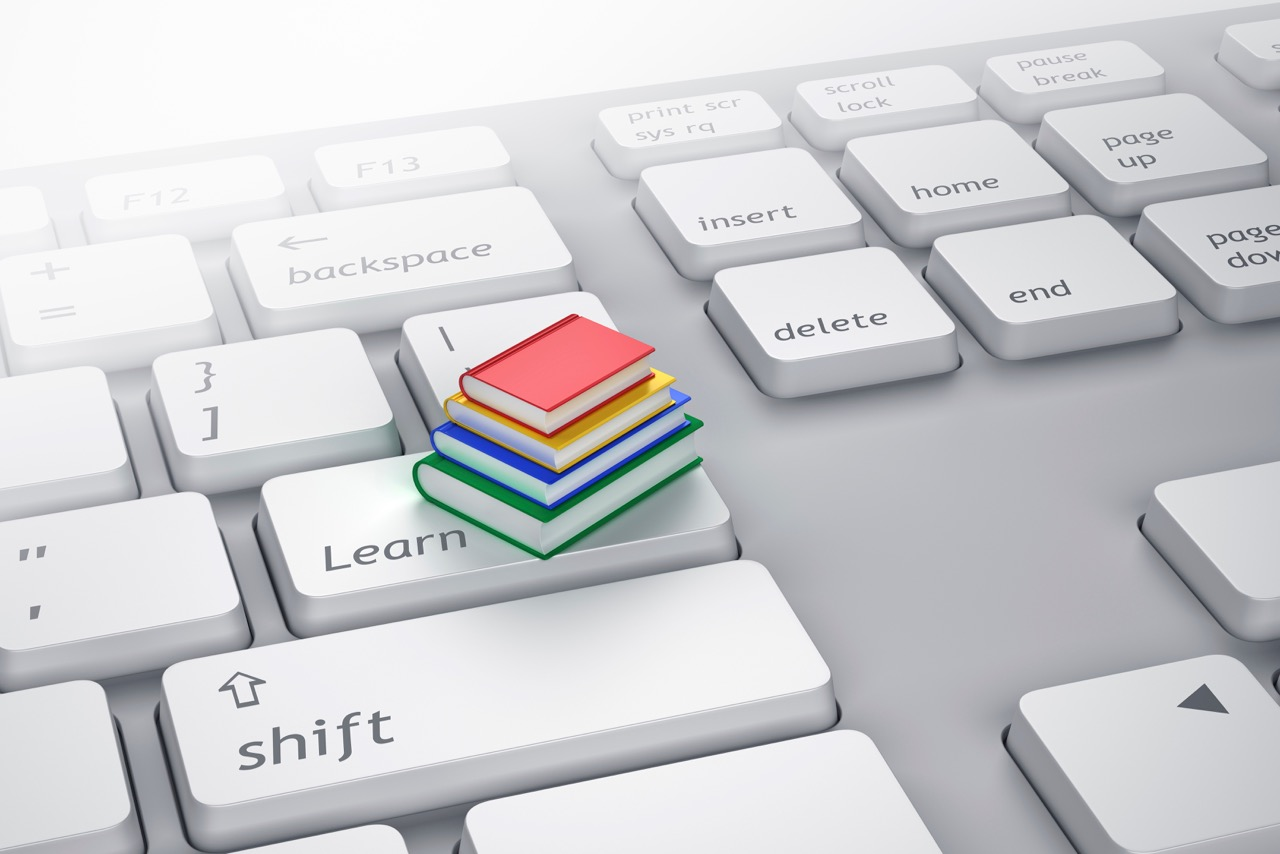 print scr
sys rq
scroll
lock
pause
break
F12
F13
insert
home
page
up
+
=
← backspace
delete
end
page
}
]
|
Learn
"
,
⇧
shift